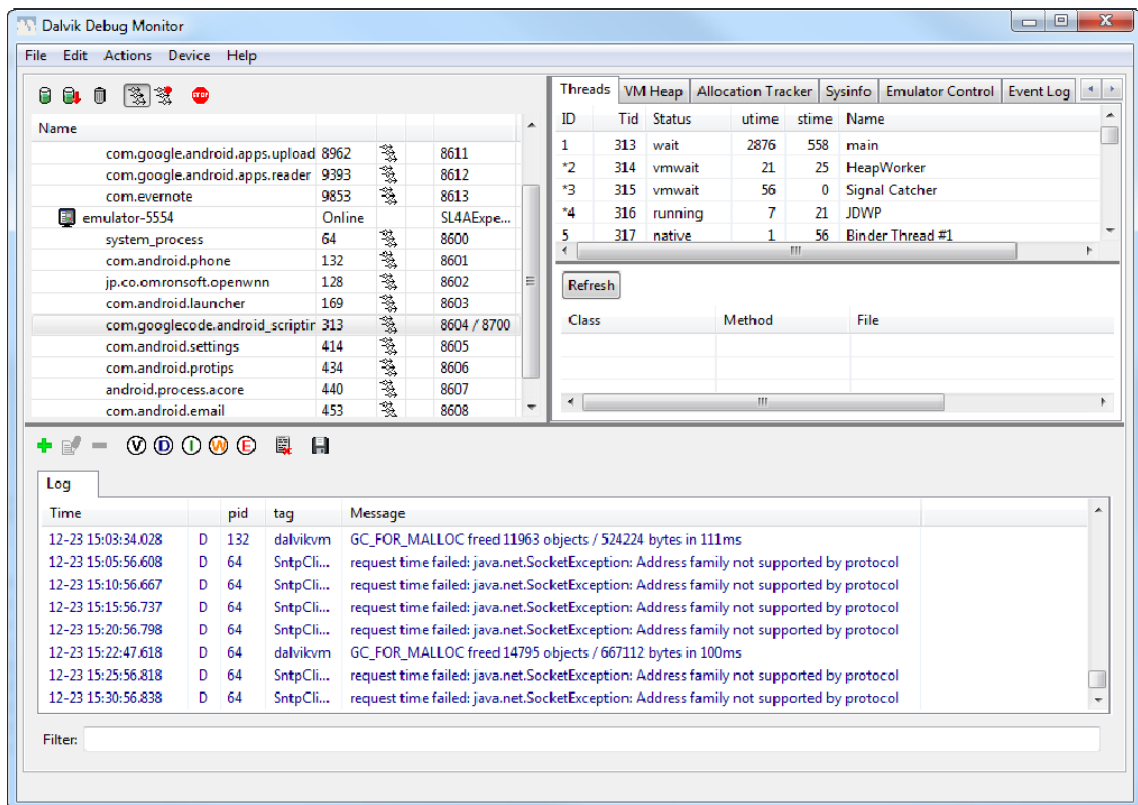 Dalvik Debug Monitor
File Edit Actions Device Help
Name
com.google.android.apps.upload 8962 8611
com.google.android.apps.reader 9393 8612
com.evernote 9853 8613
emulator-5554 Online SL4AExpe...
system_process 64 8600
com.android.phone 132 8601
jp.co.omronsoft.openwnn 128 8602
com.android.launcher 169 8603
com.googlecode.android_scriptin 313 8604 / 8700
com.android.settings 414 8605
com.android.protips 434 8606
android.process.acore 440 8607
com.android.email 453 8608
Threads VM Heap Allocation Tracker Sysinfo Emulator Control Event Log
ID Tid Status utime stime Name
1 313 wait 2876 558 main
*2 314 vmwait 21 25 HeapWorker
*3 315 vmwait 56 0 Signal Catcher
*4 316 running 7 21 JDWP
5 317 native 1 56 Binder Thread #1
Refresh
Class Method File
V D I W E
Log
Time pid tag Message
12-23 15:03:34.028 D 132 dalvikvm GC_FOR_MALLOC freed 11963 objects / 524224 bytes in 111ms
12-23 15:05:56.608 D 64 SntpCli... request time failed: java.net.SocketException: Address family not supported by protocol
12-23 15:10:56.667 D 64 SntpCli... request time failed: java.net.SocketException: Address family not supported by protocol
12-23 15:15:56.737 D 64 SntpCli... request time failed: java.net.SocketException: Address family not supported by protocol
12-23 15:20:56.798 D 64 SntpCli... request time failed: java.net.SocketException: Address family not supported by protocol
12-23 15:22:47.618 D 64 dalvikvm GC_FOR_MALLOC freed 14795 objects / 667112 bytes in 100ms
12-23 15:25:56.818 D 64 SntpCli... request time failed: java.net.SocketException: Address family not supported by protocol
12-23 15:30:56.838 D 64 SntpCli... request time failed: java.net.SocketException: Address family not supported by protocol
Filter: